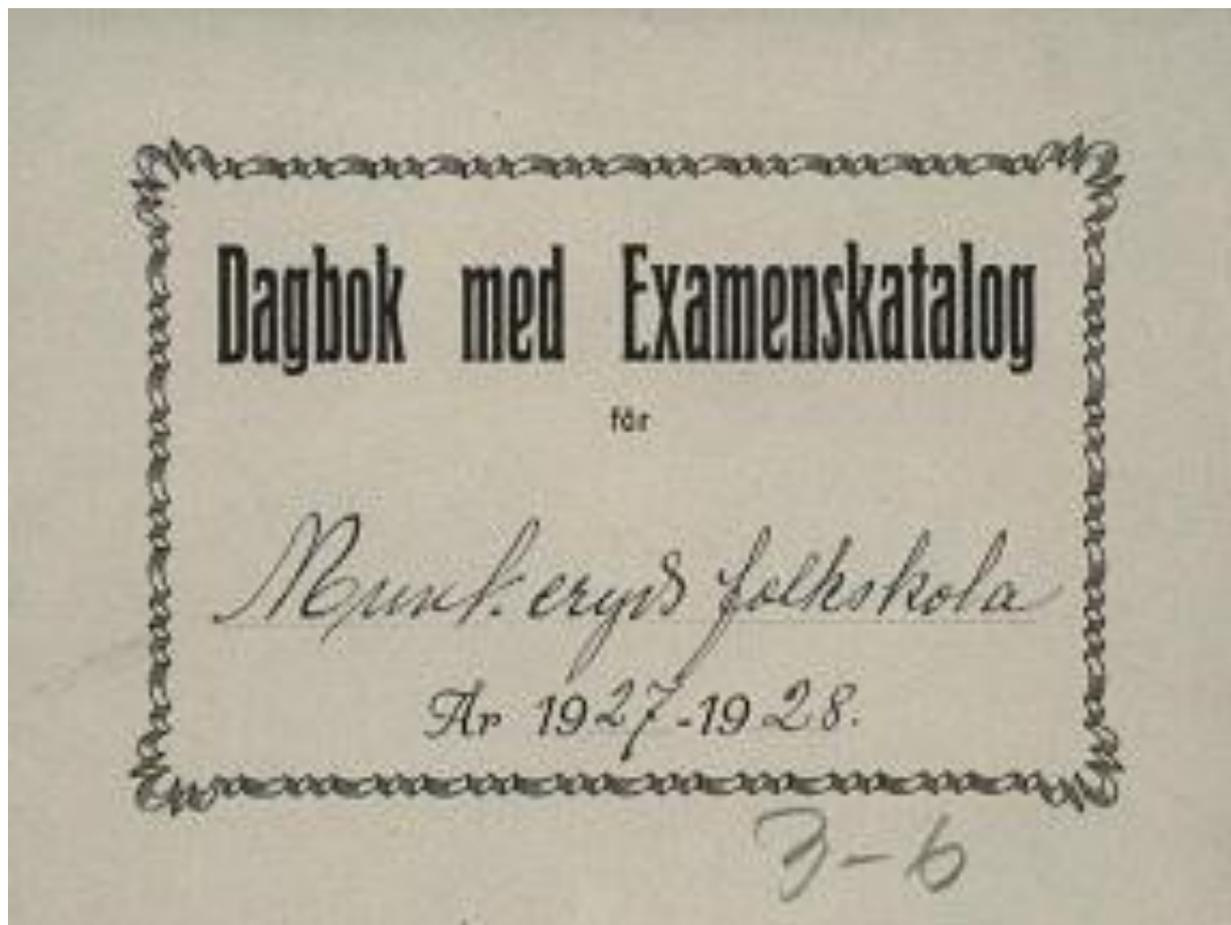 Dagbok med Examenskatalog
för
Munkeryds folkskola
År 1927-1928.
3-6